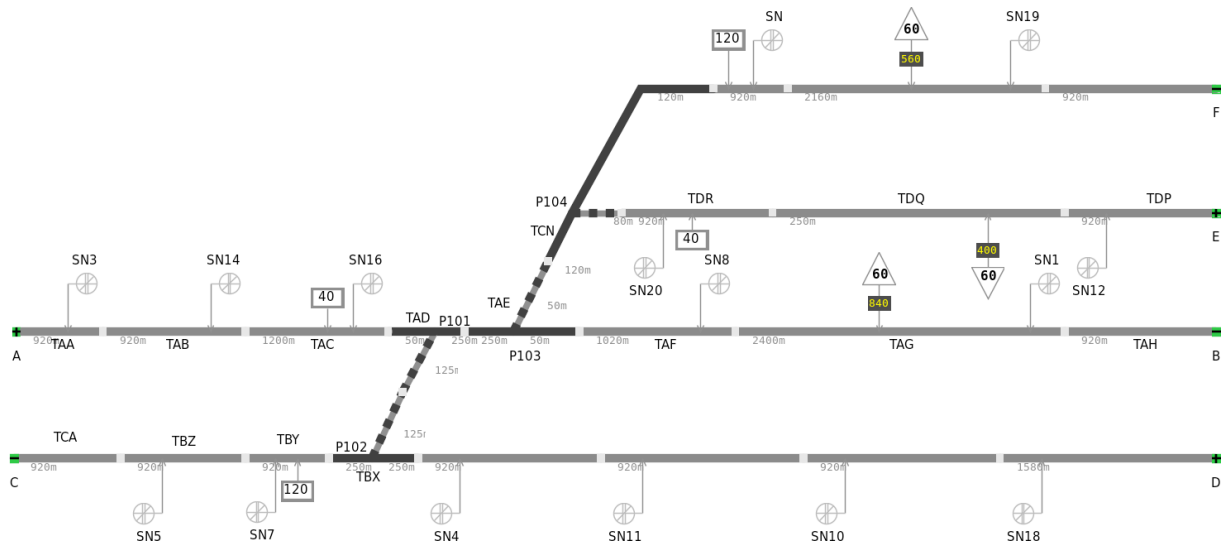 SN
SN19
60
120
560
120m
920m
2160m
920m
F
P104
TDR
TDQ
TDP
80m
920m
250m
920m
E
TCN
40
400
SN3
SN14
SN16
120m
SN20
SN8
60
60
SN1
SN12
40
TAE
50m
840
TAD
P101
920m
TAA
920m
TAB
1200m
TAC
50m
250m
250m
50m
1020m
TAF
2400m
TAG
920m
TAH
A
P103
B
125m
TCA
TBZ
TBY
P102
125m
920m
920m
920m
250m
250m
920m
920m
920m
1580m
C
TBX
D
120
SN5
SN7
SN4
SN11
SN10
SN18